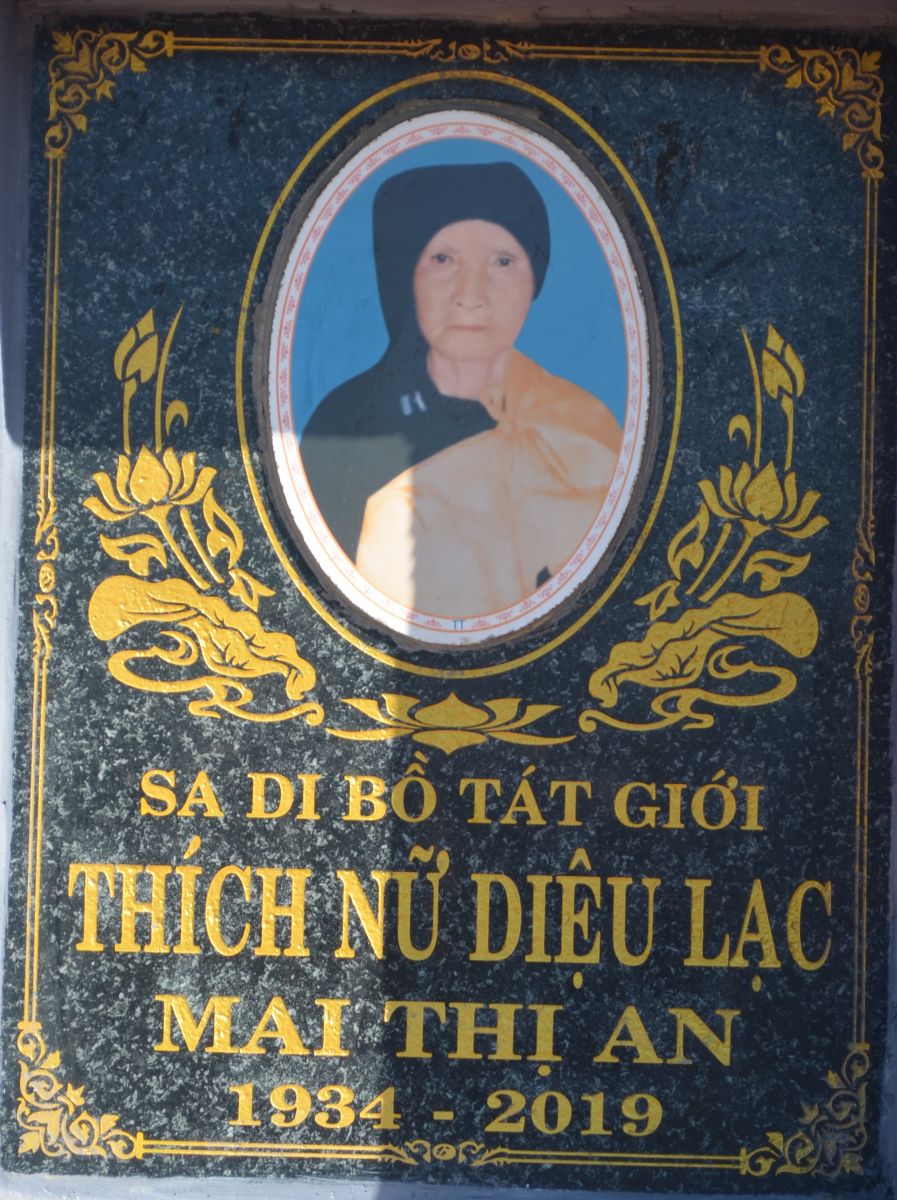 SA DI BỒ TÁT GIỚI
THÍCH NỮ DIỆU LẠC
MAI THỊ AN
1934 - 2019